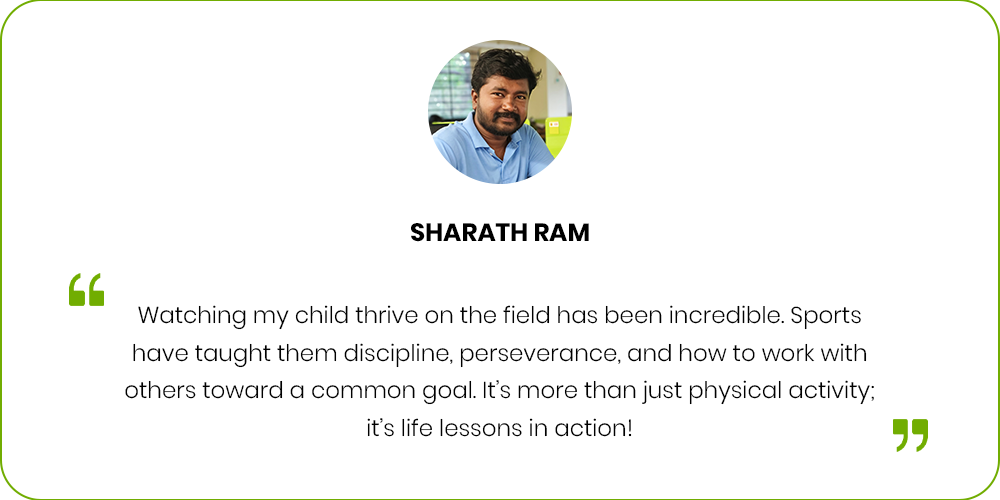 SHARATH RAM
❝
Watching my child thrive on the field has been incredible. Sports
have taught them discipline, perseverance, and how to work with
others toward a common goal. It’s more than just physical activity;
it’s life lessons in action!
❞